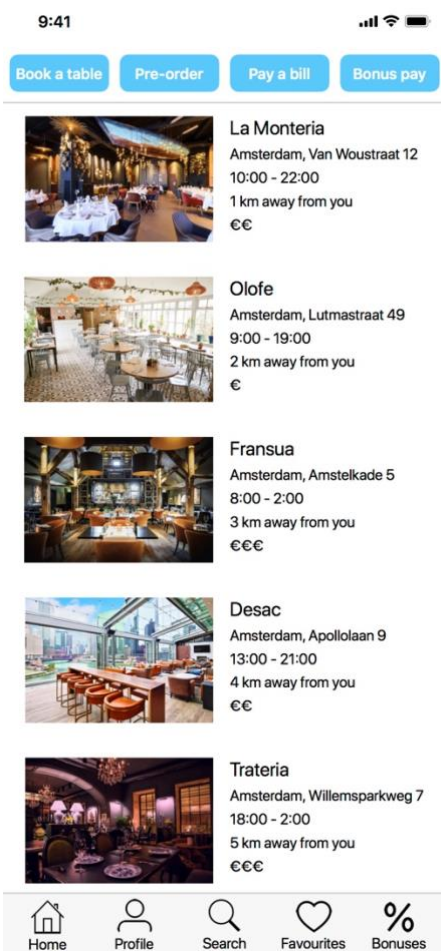 9:41
Book a table Pre-order Pay a bill Bonus pay
La Monteria
Amsterdam, Van Woustraat 12
10:00 - 22:00
1 km away from you
€€
Olofe
Amsterdam, Lutmastraat 49
9:00 - 19:00
2 km away from you
€
Fransua
Amsterdam, Amstelkade 5
8:00 - 2:00
3 km away from you
€€€
Desac
Amsterdam, Apollolaan 9
13:00 - 21:00
4 km away from you
€€
Trateria
Amsterdam, Willemsparkweg 7
18:00 - 2:00
5 km away from you
€€€
%
Home Profile Search Favourites Bonuses